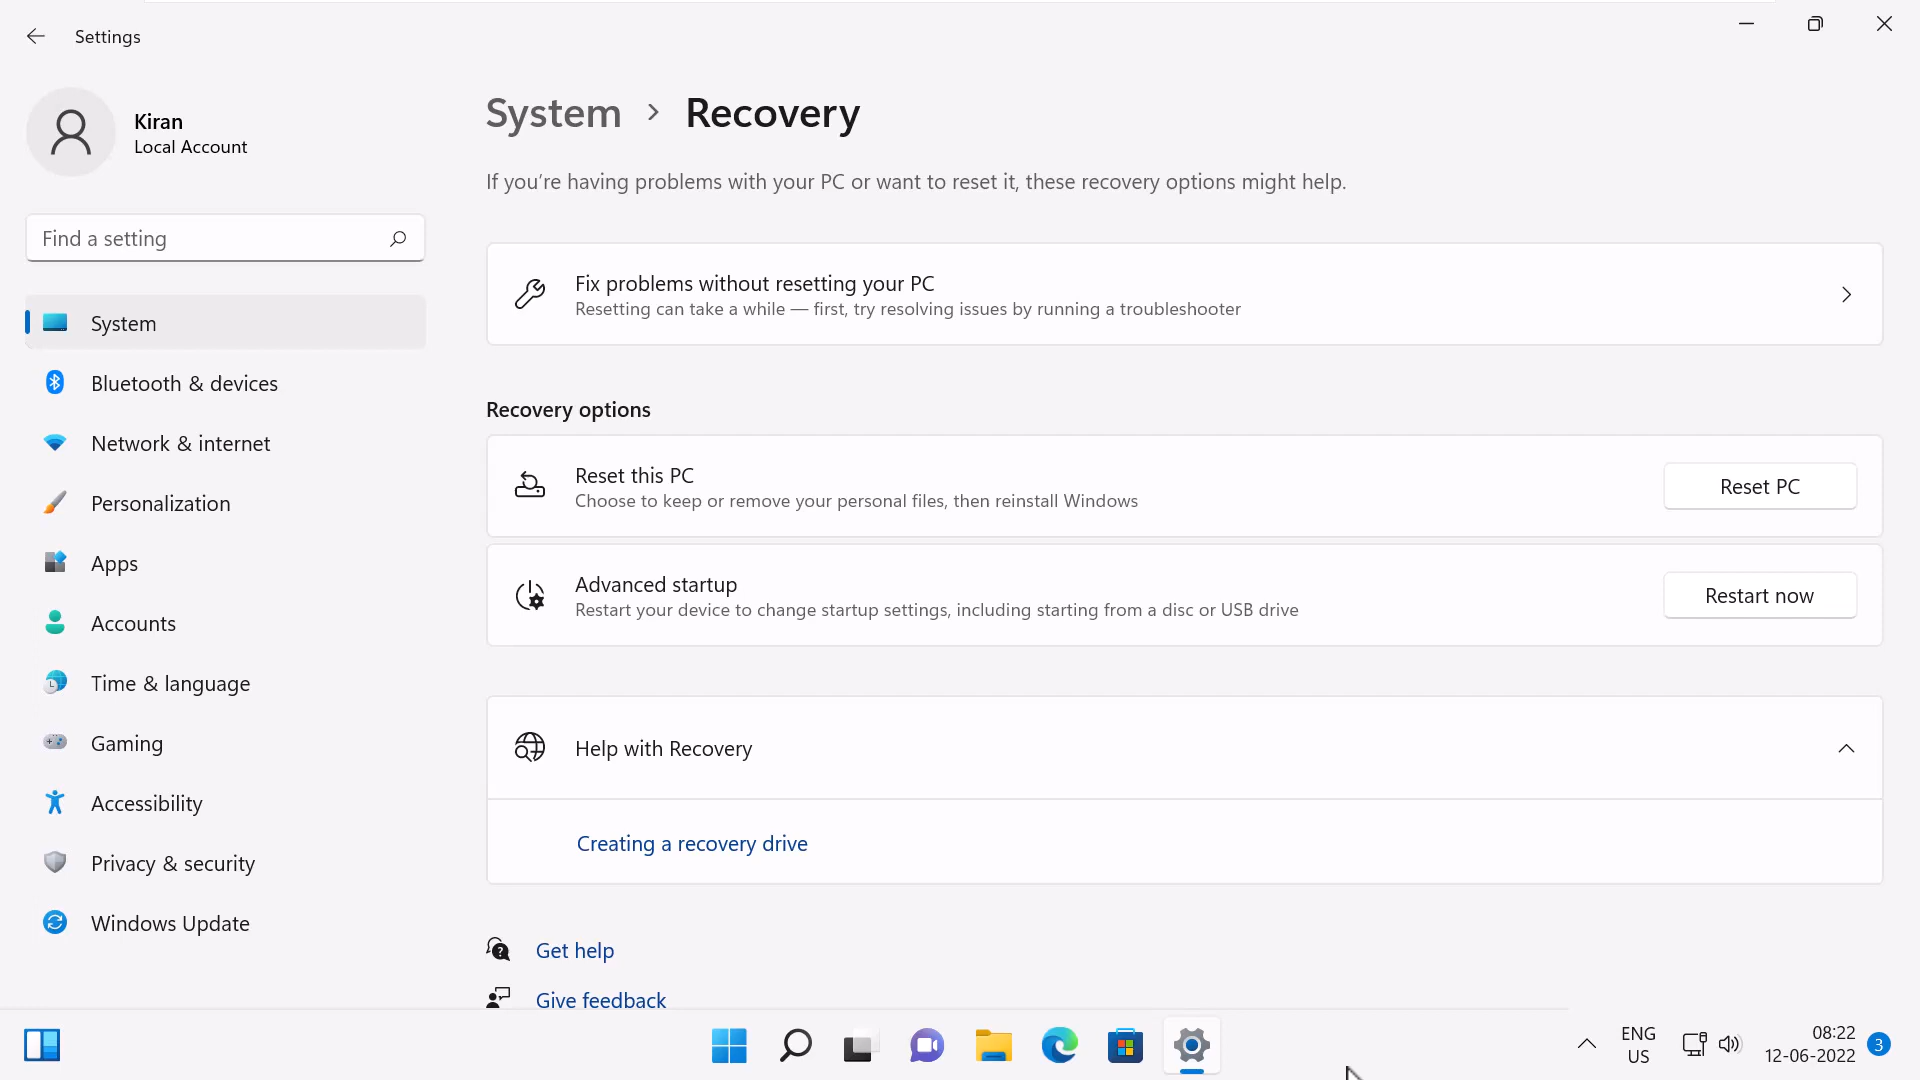 Settings
Kiran
Local Account
Find a setting
System
Bluetooth & devices
Network & internet
Personalization
Apps
Accounts
Time & language
Gaming
Accessibility
Privacy & security
Windows Update
System > Recovery
If you're having problems with your PC or want to reset it, these recovery options might help.
Fix problems without resetting your PC
Resetting can take a while — first, try resolving issues by running a troubleshooter
Recovery options
Reset this PC
Choose to keep or remove your personal files, then reinstall Windows
Reset PC
Advanced startup
Restart your device to change startup settings, including starting from a disc or USB drive
Restart now
Help with Recovery
Creating a recovery drive
Get help
Give feedback
ENG
US
08:22
12-06-2022
3